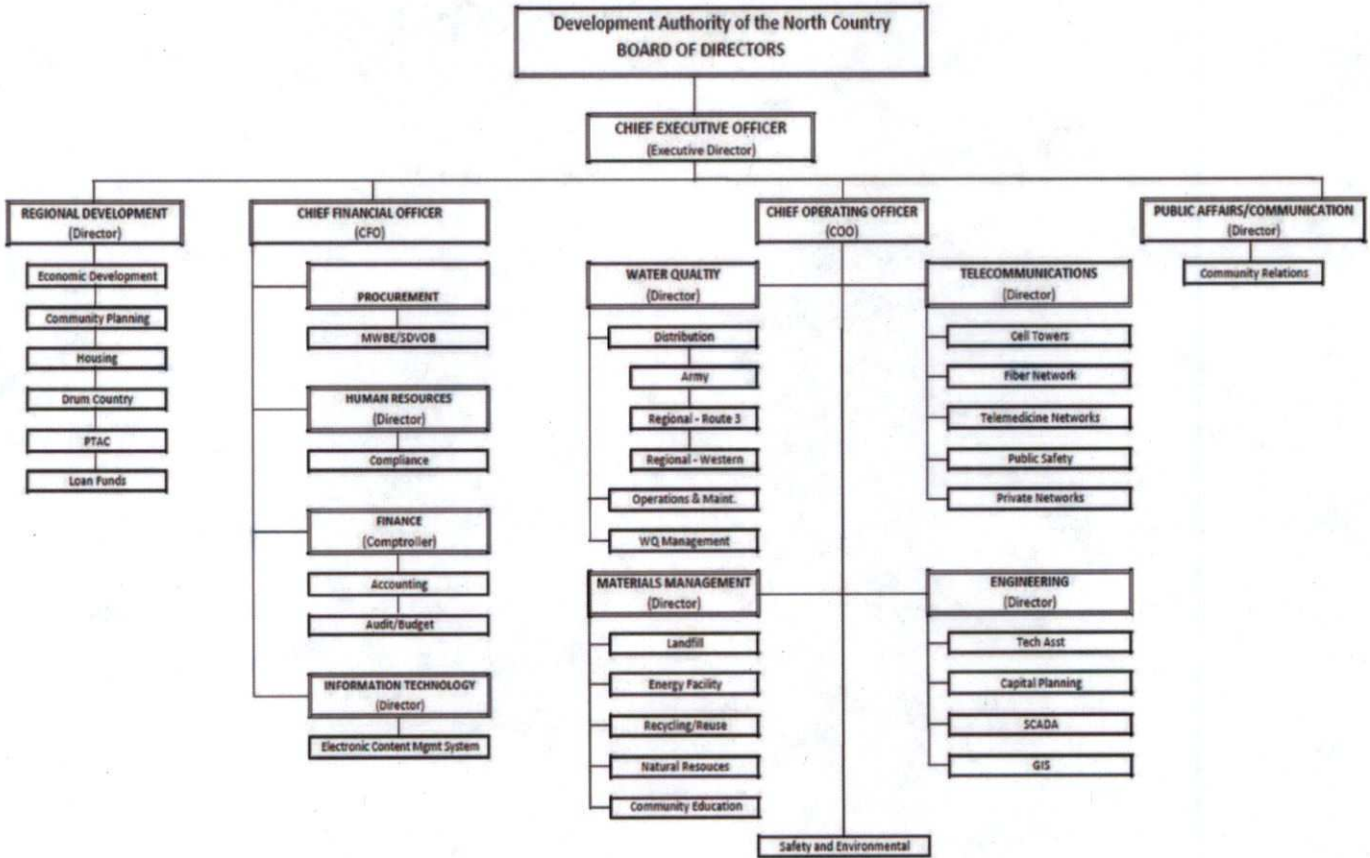 Development Authority of the North Country
BOARD OF DIRECTORS
CHIEF EXECUTIVE OFFICER
(Executive Director)
REGIONAL DEVELOPMENT
(Director)
Economic Development
Community Planning
Housing
Drum Country
PTAC
Loan Funds
CHIEF FINANCIAL OFFICER
(CFO)
PROCUREMENT
MWBE/SDVOB
HUMAN RESOURCES
(Director)
Compliance
FINANCE
(Comptroller)
Accounting
Audit/Budget
INFORMATION TECHNOLOGY
(Director)
Electronic Content Mgmt System
CHIEF OPERATING OFFICER
(COO)
WATER QUALTIY
(Director)
Distribution
Army
Regional - Route 3
Regional - Western
Operations & Maint.
WQ Management
MATERIALS MANAGEMENT
(Director)
Landfill
Energy Facility
Recycling/Reuse
Natural Resouces
Community Education
TELECOMMUNICATIONS
(Director)
Cell Towers
Fiber Network
Telemedicine Networks
Public Safety
Private Networks
ENGINEERING
(Director)
Tech Asst
Capital Planning
SCADA
GIS
Safety and Environmental
PUBLIC AFFAIRS/COMMUNICATION
(Director)
Community Relations